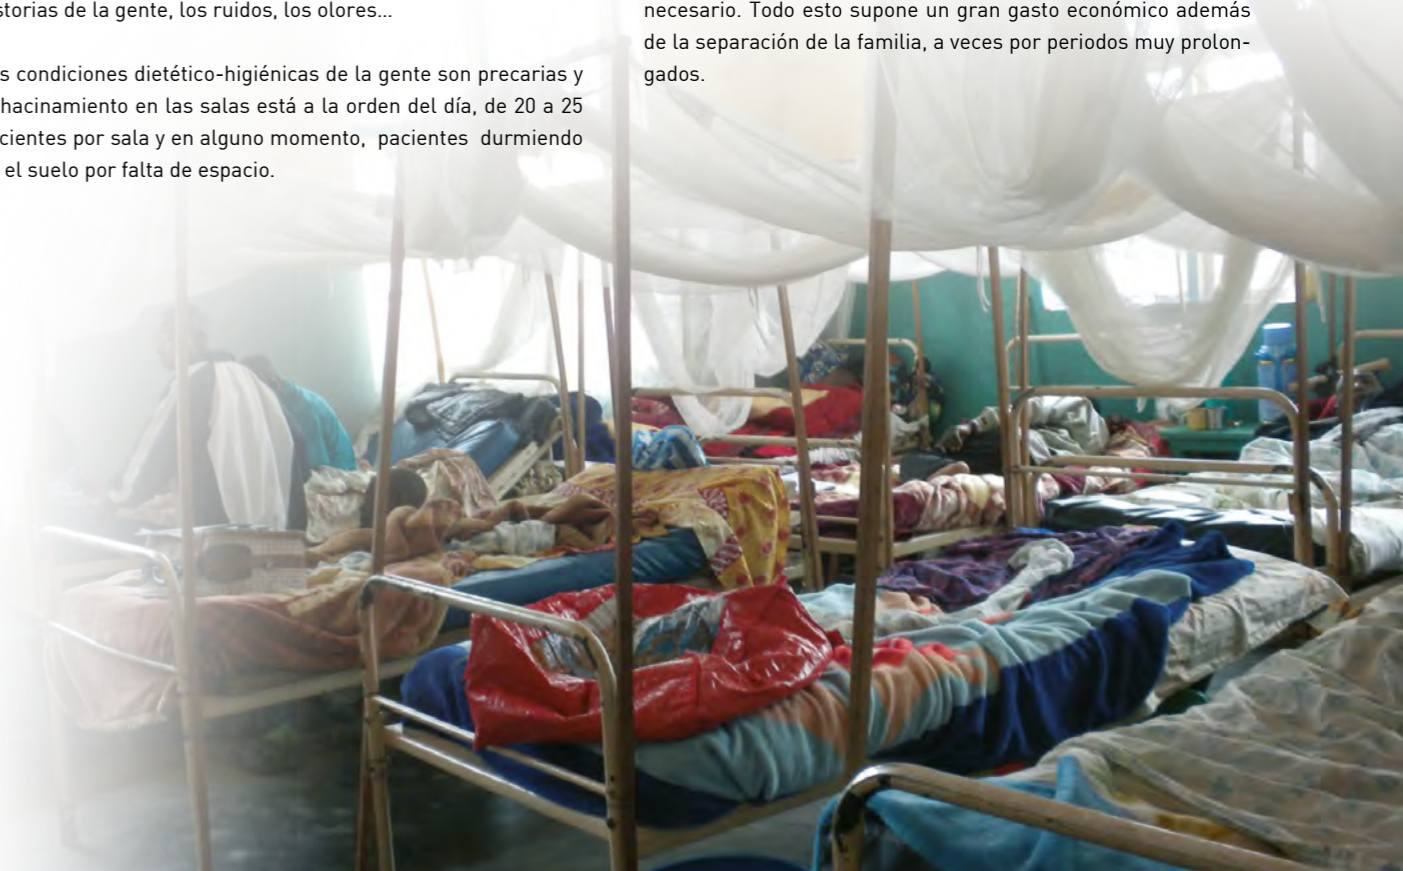 storias de la gente, los ruidos, los olores...
s condiciones dietético-higiénicas de la gente son precarias y
hacinamiento en las salas está a la orden del día, de 20 a 25
cientes por sala y en alguno momento, pacientes durmiendo
el suelo por falta de espacio.
necesario. Todo esto supone un gran gasto económico además
de la separación de la familia, a veces por periodos muy prolon-
gados.